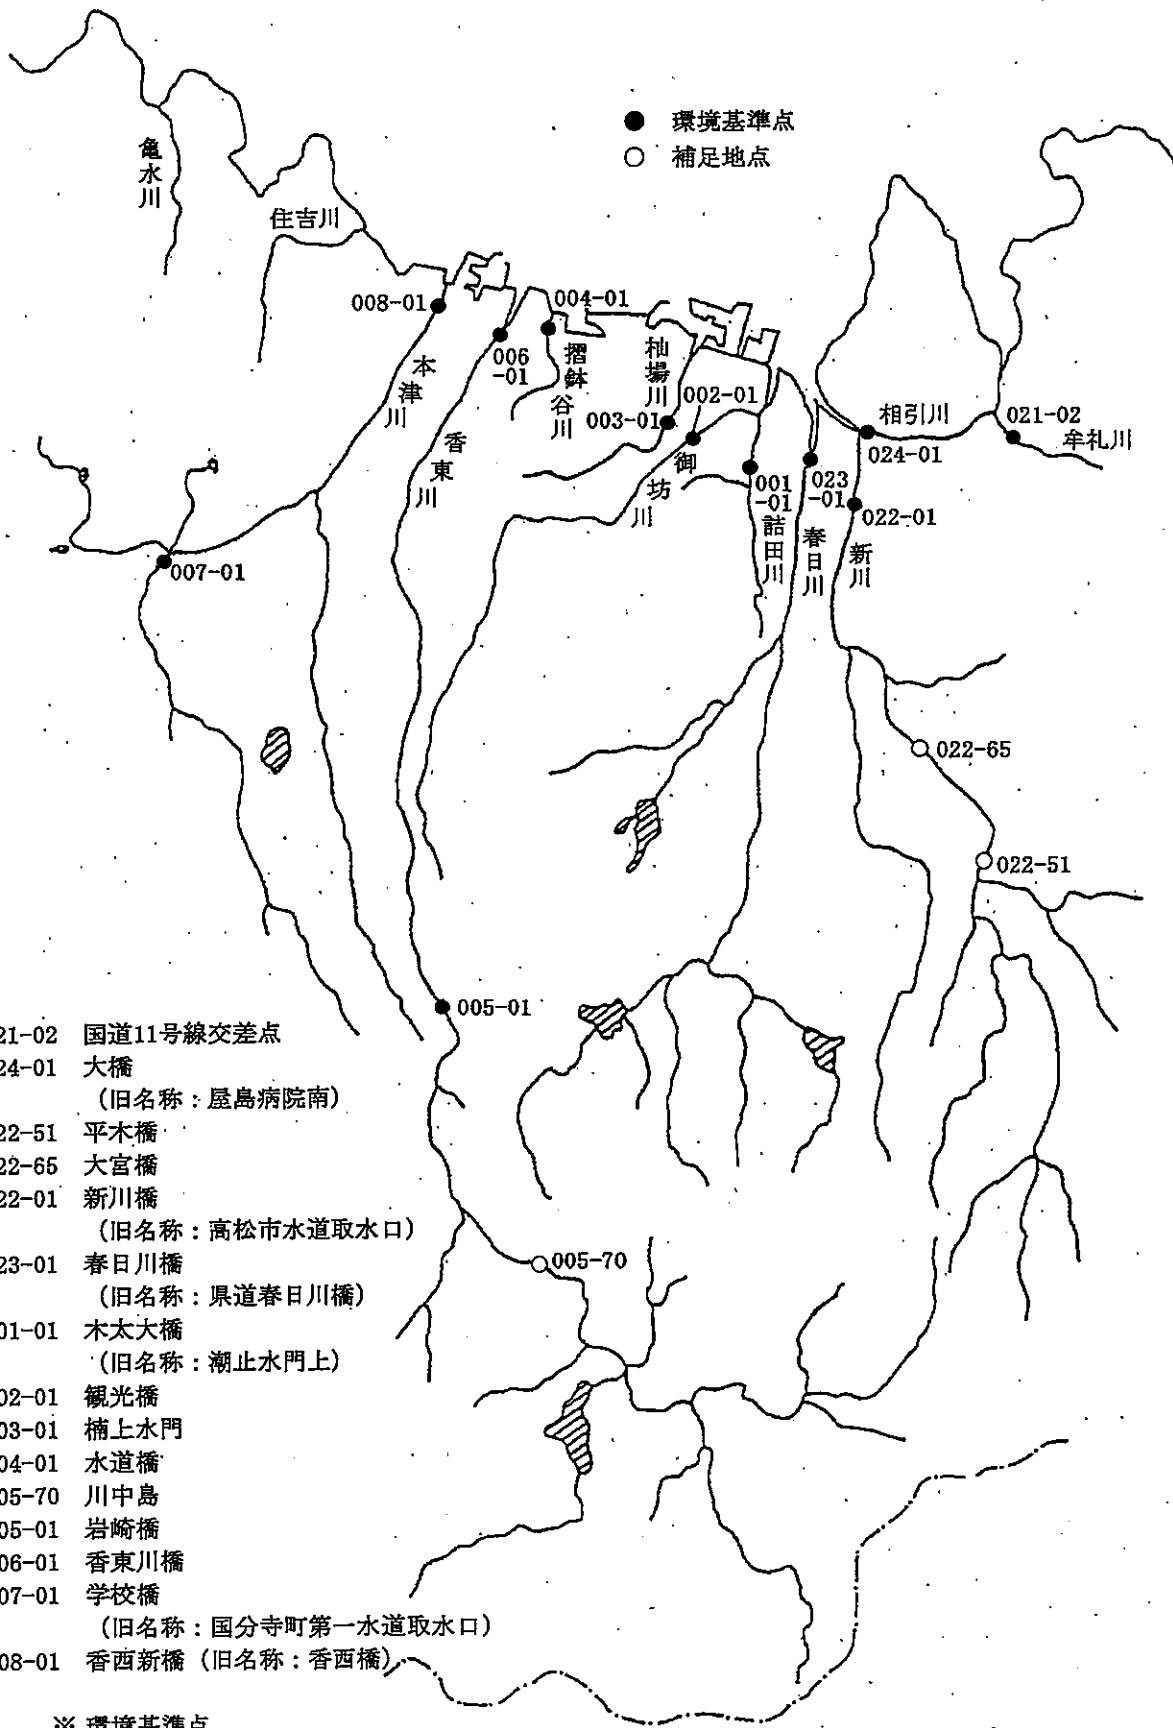 ● 環境基準点
○ 補足地点
亀水川
住吉川
008-01
004-01
006
-01
本津川
香東川
摺鉢谷川
杣場川
002-01
003-01
御坊川
001
-01
詰田川
023
-01
春日川
相引川
024-01
021-02
牟礼川
022-01
新川
007-01
022-65
022-51
005-01
005-70
21-02 国道11号線交差点
24-01 大橋
(旧名称：屋島病院南)
22-51 平木橋
22-65 大宮橋
22-01 新川橋
(旧名称：高松市水道取水口)
23-01 春日川橋
(旧名称：県道春日川橋)
01-01 木太大橋
(旧名称：潮止水門上)
02-01 観光橋
03-01 楠上水門
04-01 水道橋
05-70 川中島
05-01 岩崎橋
06-01 香東川橋
07-01 学校橋
(旧名称：国分寺町第一水道取水口)
08-01 香西新橋 (旧名称：香西橋)
※ 環境基準点